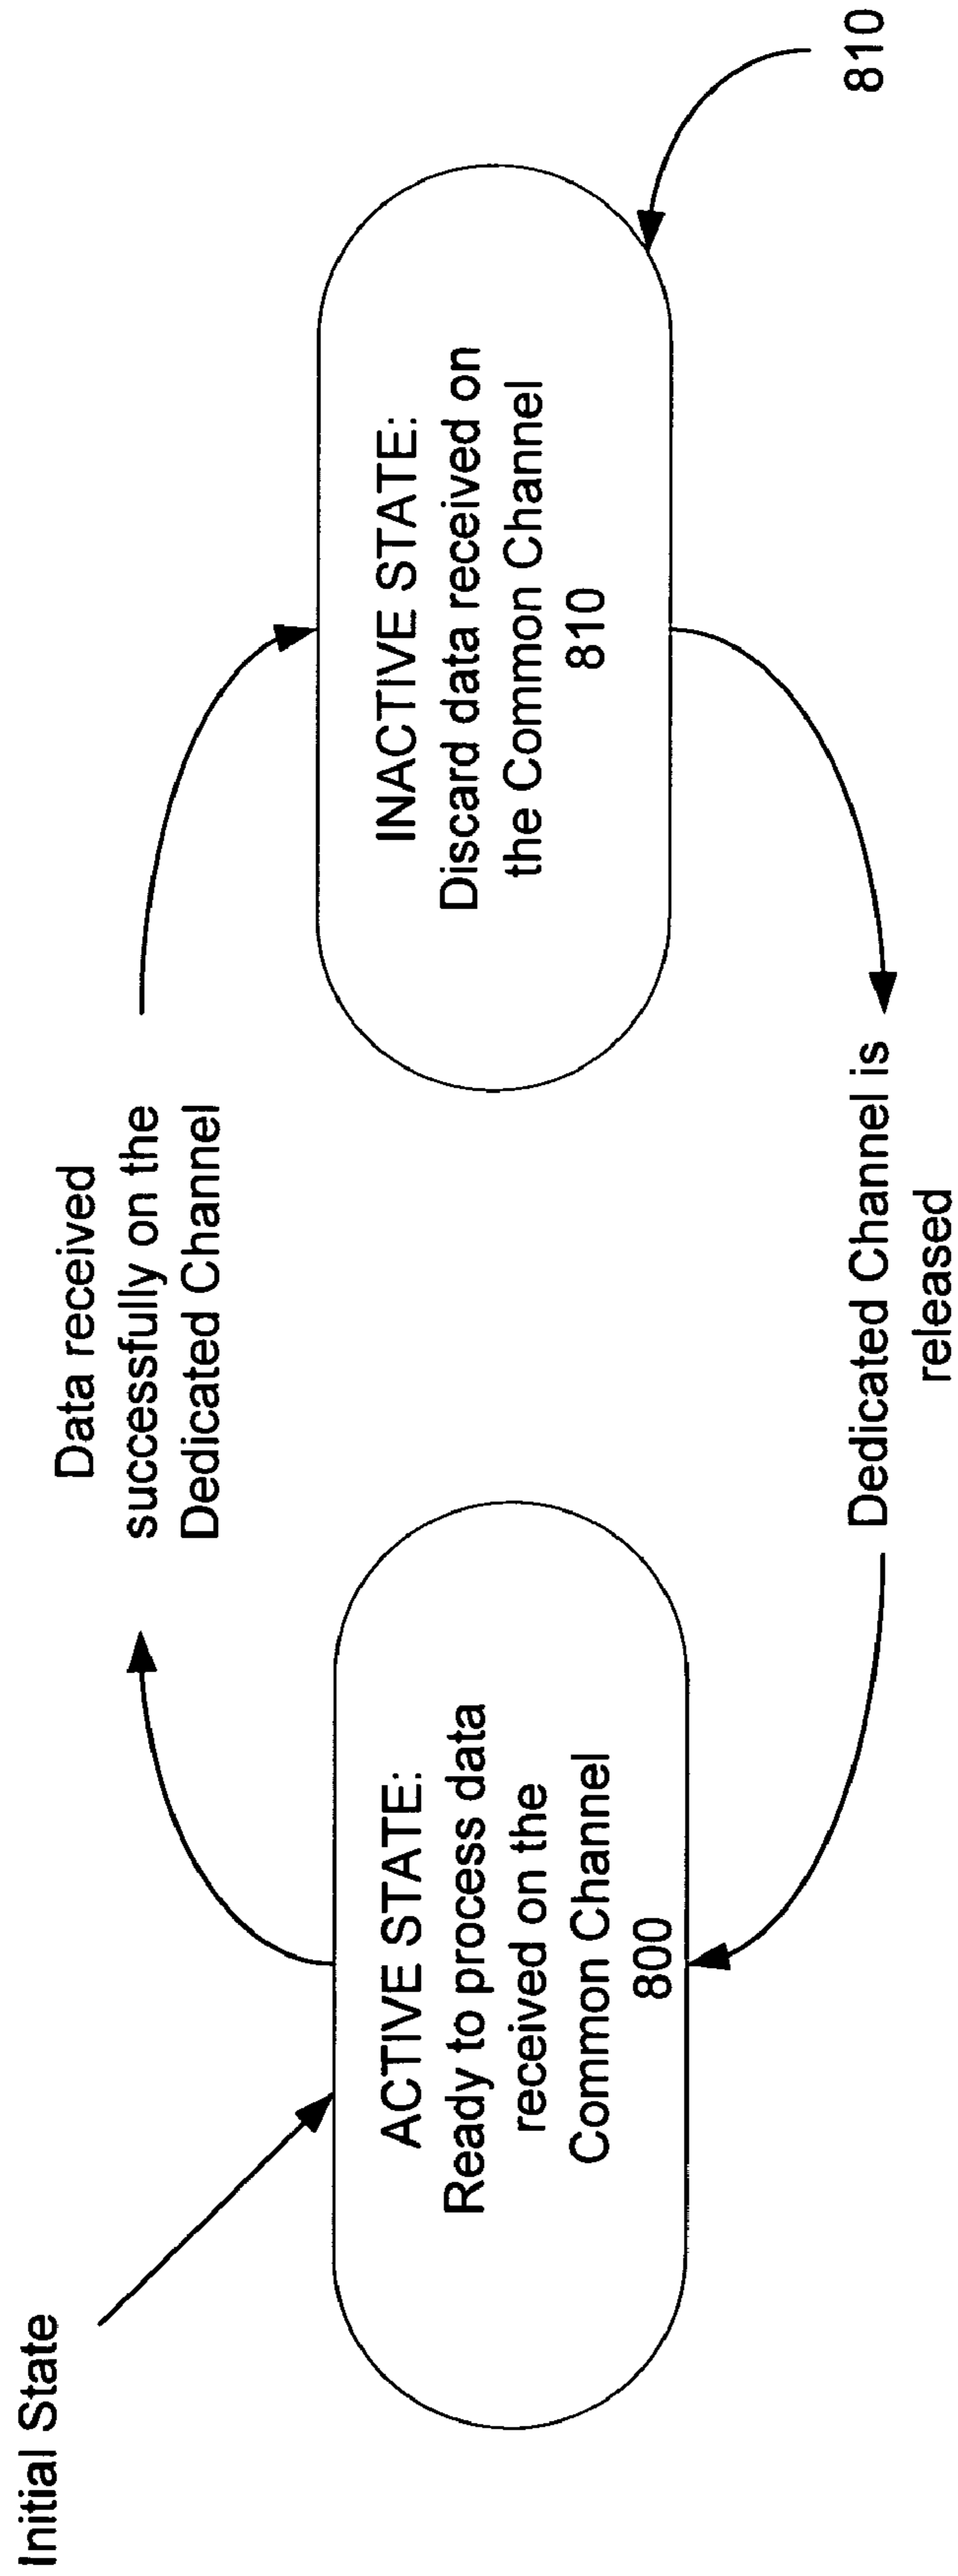 Initial State
Data received
successfully on the
Dedicated Channel
ACTIVE STATE:
Ready to process data
received on the
Common Channel
800
INACTIVE STATE:
Discard data received on
the Common Channel
810
Dedicated Channel is
released
810